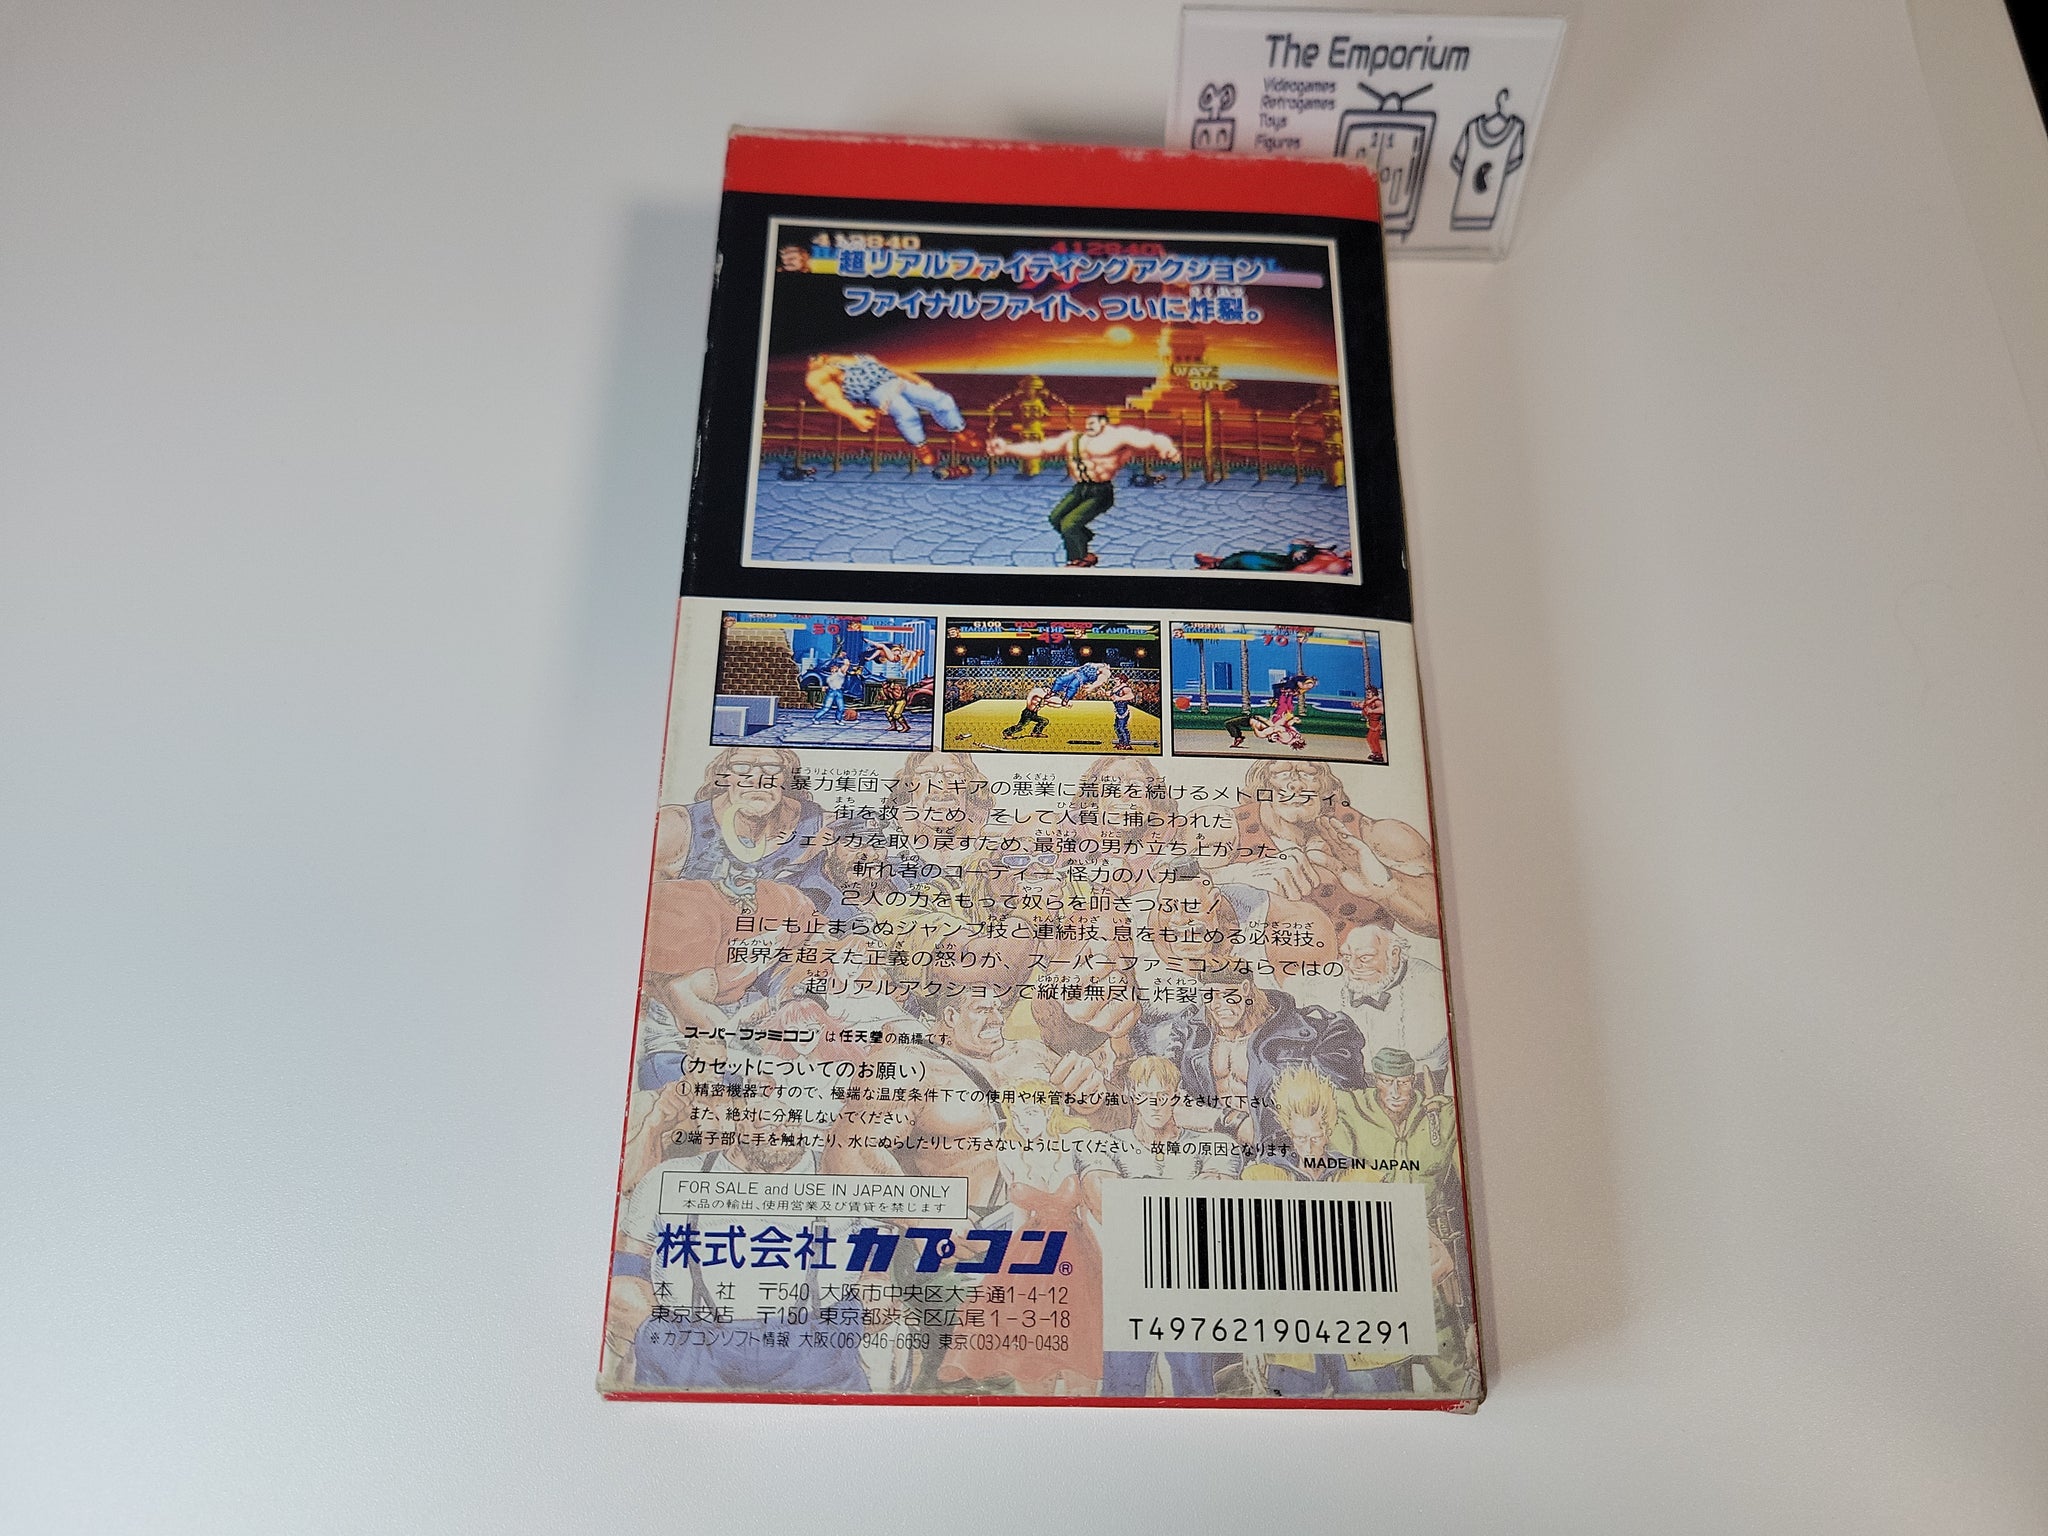 The Emporium
Videogames
Retrogames
Toys
Figures
412840
412840
超リアルファイティングアクション
ファイナルファイト、ついに炸裂。
WAY
OUT
ここは、暴力集団マッドギアの悪業に荒廃を続けるメトロシティ。
街を救うため、そして人質に捕らわれた
ジェシカを取り戻すため、最強の男が立ち上がった。
斬れ者のコーディー、怪力のハガー。
2人の力をもって奴らを叩きつぶせ!
目にも止まらぬジャンプ技と連続技、息をも止める必殺技。
限界を超えた正義の怒りが、スーパーファミコンならではの
超リアルアクションで縦横無尽に炸裂する。
スーパーファミコンは任天堂の商標です。
(カセットについてのお願い)
①精密機器ですので、極端な温度条件下での使用や保管および強いショックをさけて下さい。
また、絶対に分解しないでください。
②端子部に手を触れたり、水にぬらしたりして汚さないようにしてください。故障の原因となります。
MADE IN JAPAN
FOR SALE and USE IN JAPAN ONLY
本品の輸出、使用営業及び賃貸を禁じます
株式会社カプコン®
本 社 〒540 大阪市中央区大手通1-4-12
東京支店 〒150 東京都渋谷区広尾1-3-18
※カプコンソフト情報 大阪(06)946-6659 東京(03)440-0438
T4976219042291